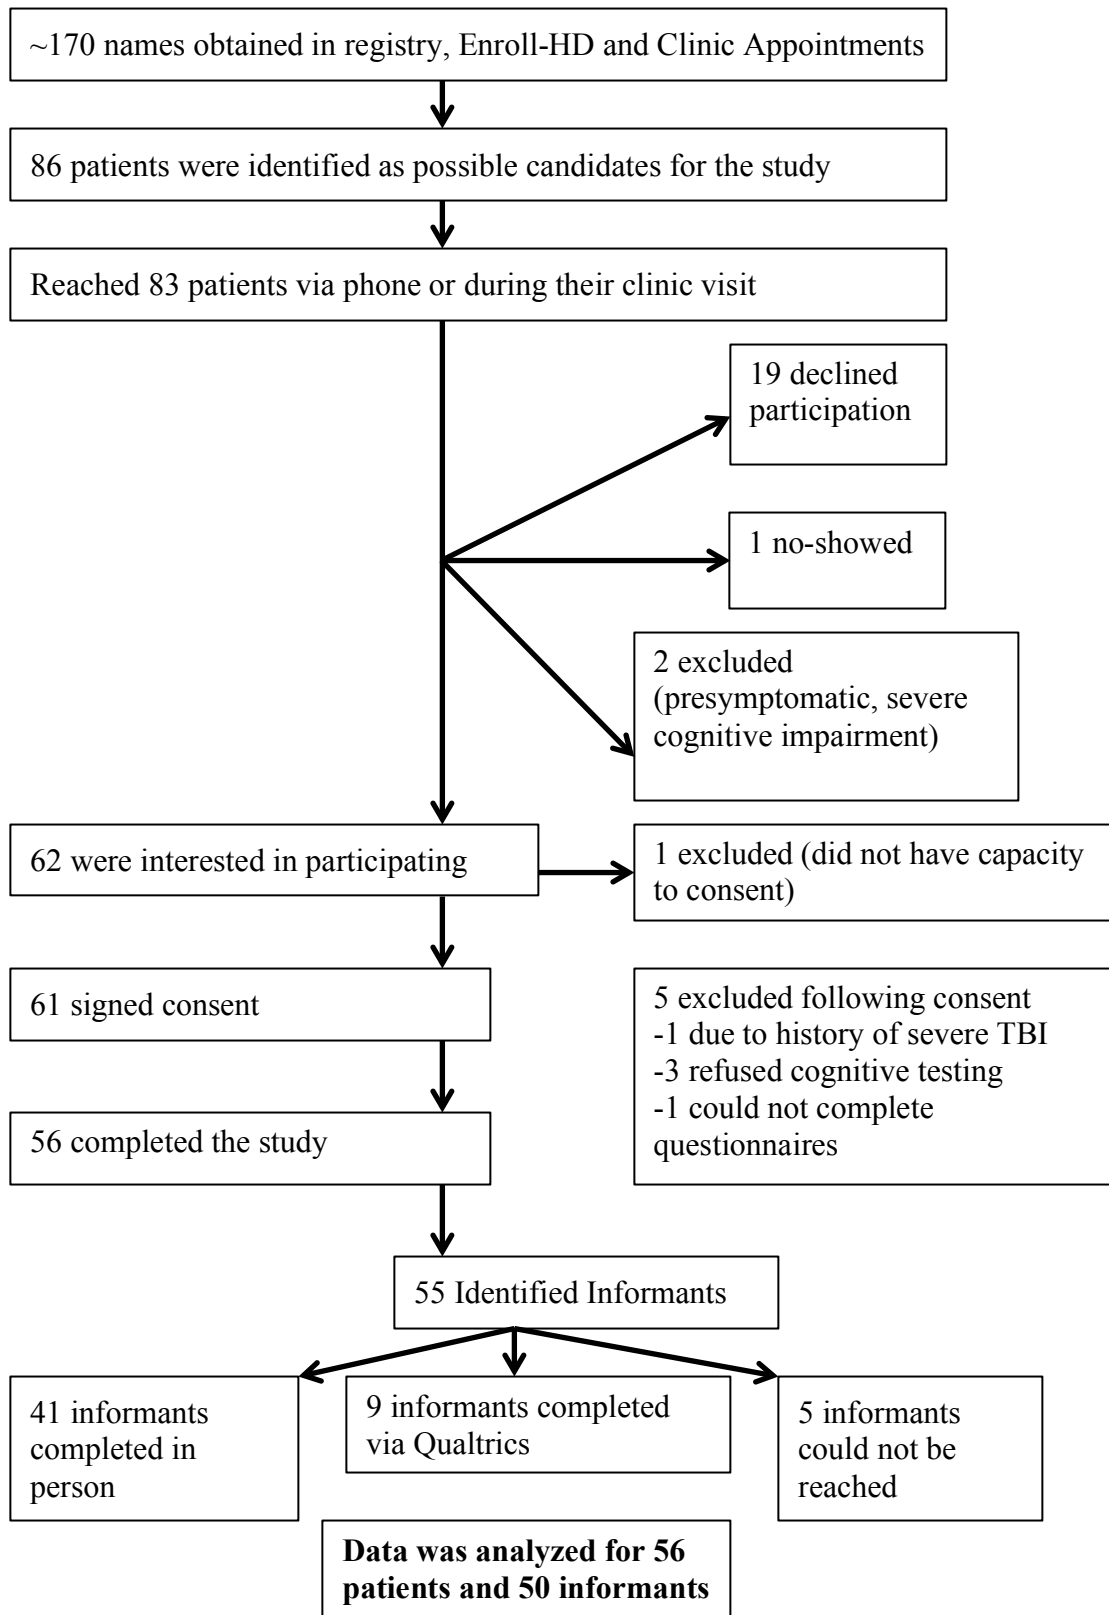 ~170 names obtained in registry, Enroll-HD and Clinic Appointments
86 patients were identified as possible candidates for the study
Reached 83 patients via phone or during their clinic visit
19 declined
participation
1 no-showed
2 excluded
(presymptomatic, severe
cognitive impairment)
62 were interested in participating
1 excluded (did not have capacity
to consent)
61 signed consent
5 excluded following consent
-1 due to history of severe TBI
-3 refused cognitive testing
-1 could not complete
questionnaires
56 completed the study
55 Identified Informants
41 informants
completed in
person
9 informants completed
via Qualtrics
5 informants
could not be
reached
Data was analyzed for 56
patients and 50 informants